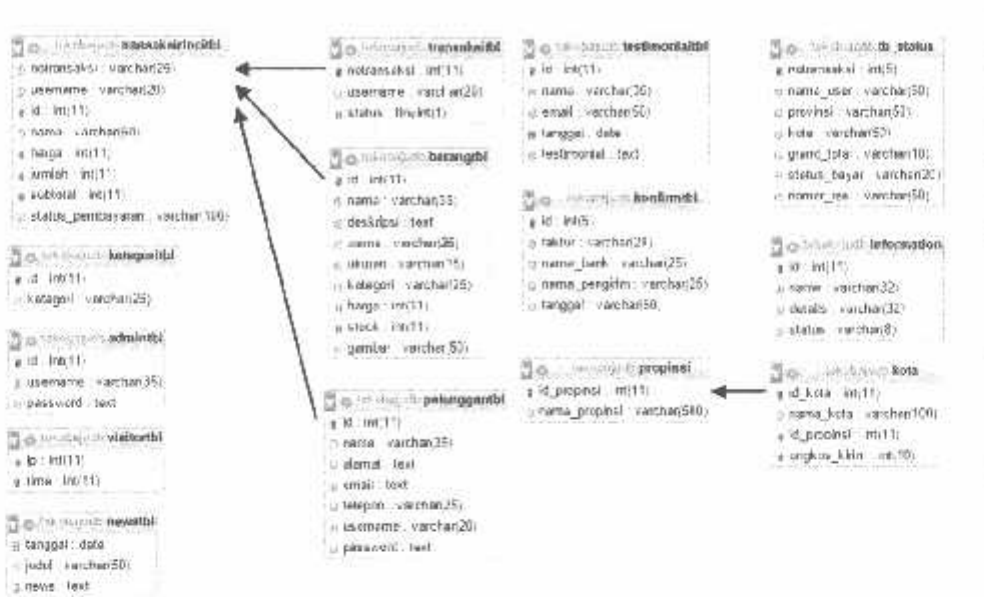 transaksirincitbl
notransaksi : varchar(25)
username : varchar(20)
id : int(11)
nama : varchar(50)
harga : int(11)
jumlah : int(11)
subtotal : int(11)
status_pembayaran : varchar(100)
kategoritbl
id : int(11)
kategori : varchar(25)
admintbl
id : int(11)
username : varchar(35)
password : text
visitortbl
ip : int(11)
time : int(11)
newstbl
tanggal : date
judul : varchar(50)
news : text
transaksitbl
notransaksi : int(11)
username : varchar(20)
status : tinyint(1)
barangtbl
id : int(11)
nama : varchar(35)
deskripsi : text
varchar(25)
ukuran : varchar(15)
kategori : varchar(25)
harga : int(11)
stock : int(11)
gambar : varchar(50)
pelanggantbl
id : int(11)
nama : varchar(35)
alamat : text
email : text
telepon : varchar(25)
username : varchar(20)
password : text
testimonialtbl
id : int(11)
nama : varchar(35)
email : varchar(50)
tanggal : date
testimonial : text
konfirmtbl
id : int(5)
faktur : varchar(25)
nama_bank : varchar(25)
nama_pengirim : varchar(25)
tanggal : varchar(50)
propinsi
id_propinsi : int(11)
nama_propinsi : varchar(500)
tb_status
notransaksi : int(5)
nama_user : varchar(50)
provinsi : varchar(50)
kota : varchar(50)
grand_total : varchar(10)
status_bayar : varchar(20)
nomor_resi : varchar(50)
information
id : int(11)
name : varchar(32)
details : varchar(32)
status : varchar(8)
kota
id_kota : int(11)
nama_kota : varchar(100)
id_propinsi : int(11)
ongkos_kirim : int(10)